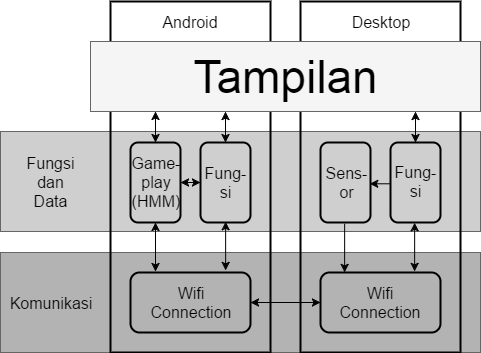 Android
Desktop
Tampilan
Fungsi
dan
Data
Game-
play
(HMM)
Fung-
si
Sens-
or
Fung-
si
Komunikasi
Wifi
Connection
Wifi
Connection